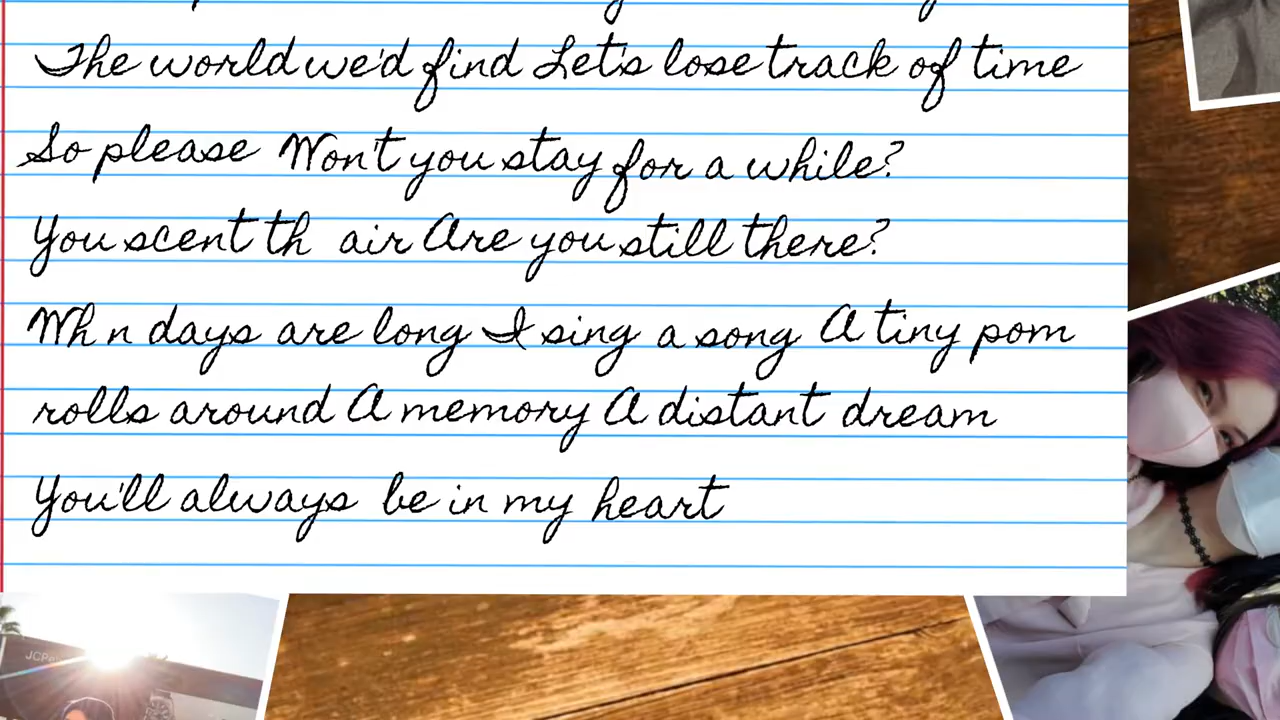 The world we'd find Let's lose track of time
So please Won't you stay for a while?
You scent th air Are you still there?
Wh n days are long I sing a song A tiny pom
rolls around A memory A distant dream
You'll always be in my heart